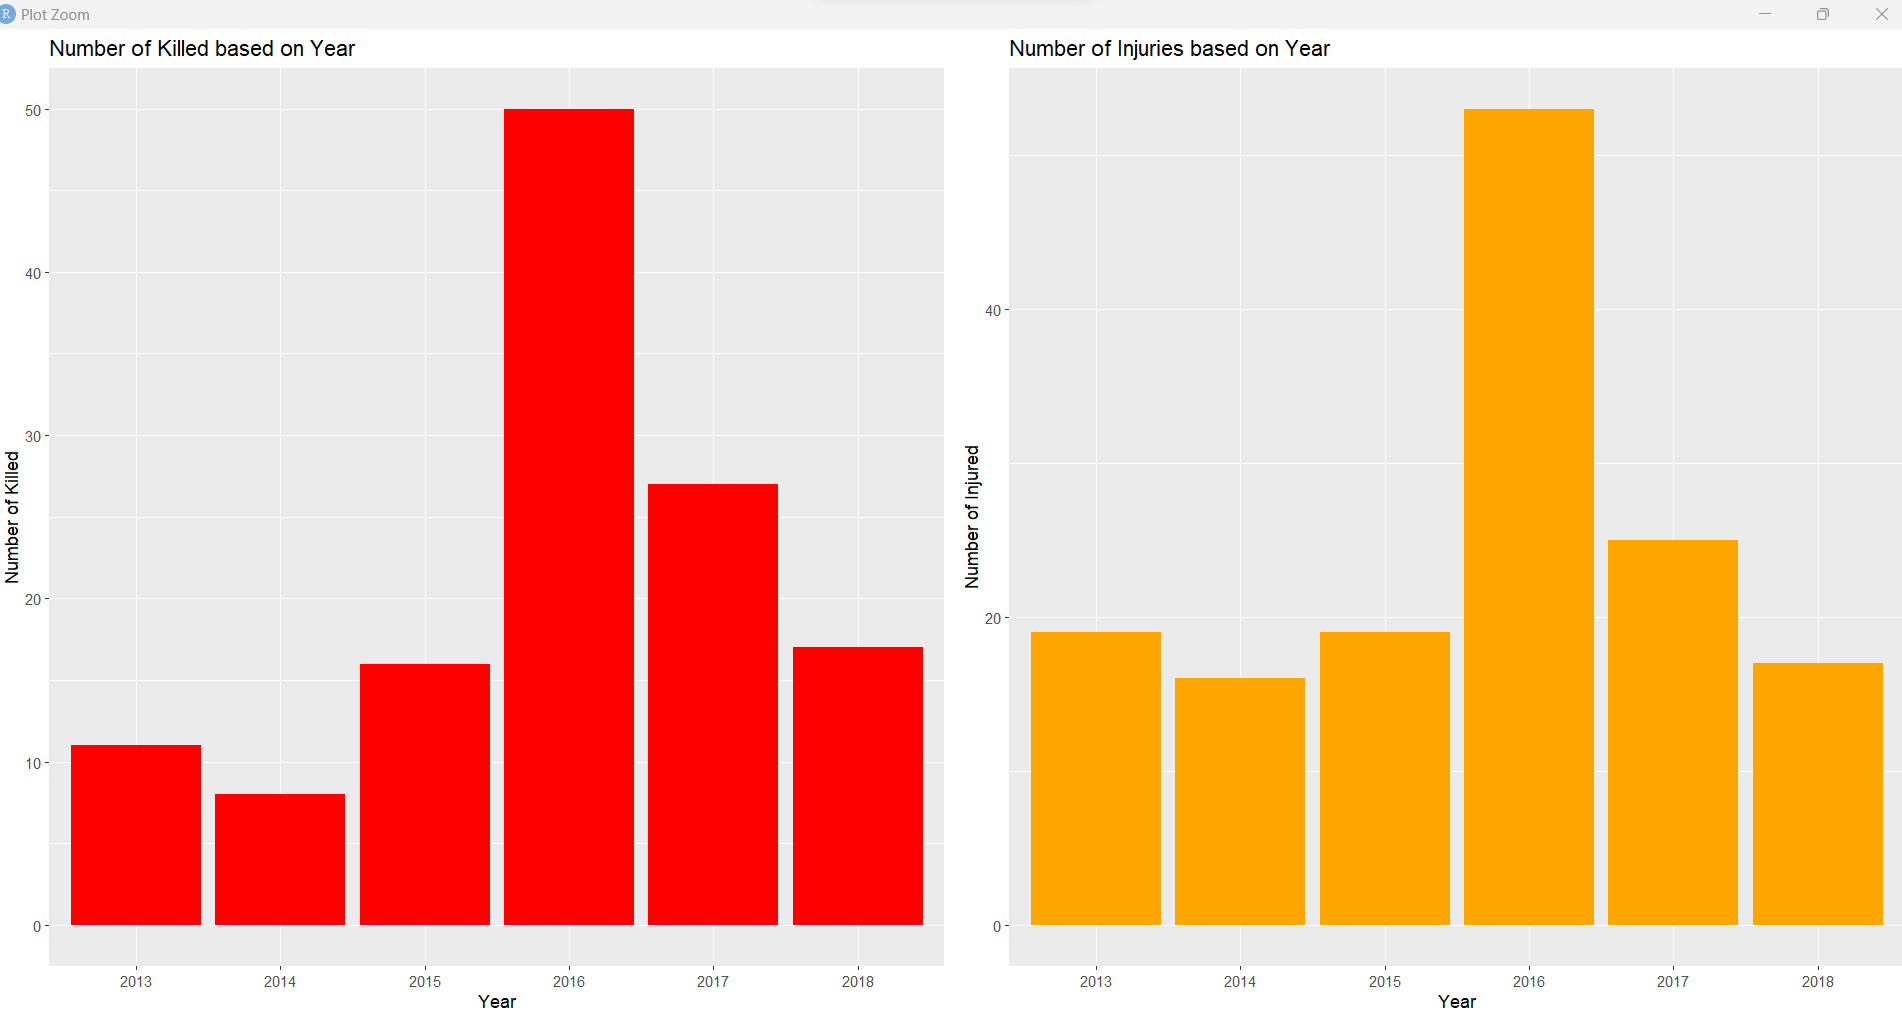 R Plot Zoom
Number of Killed based on Year
50
40
30
20
10
0
Number of Killed
2013 2014 2015 2016 2017 2018
Year
Number of Injuries based on Year
40
20
0
Number of Injured
2013 2014 2015 2016 2017 2018
Year